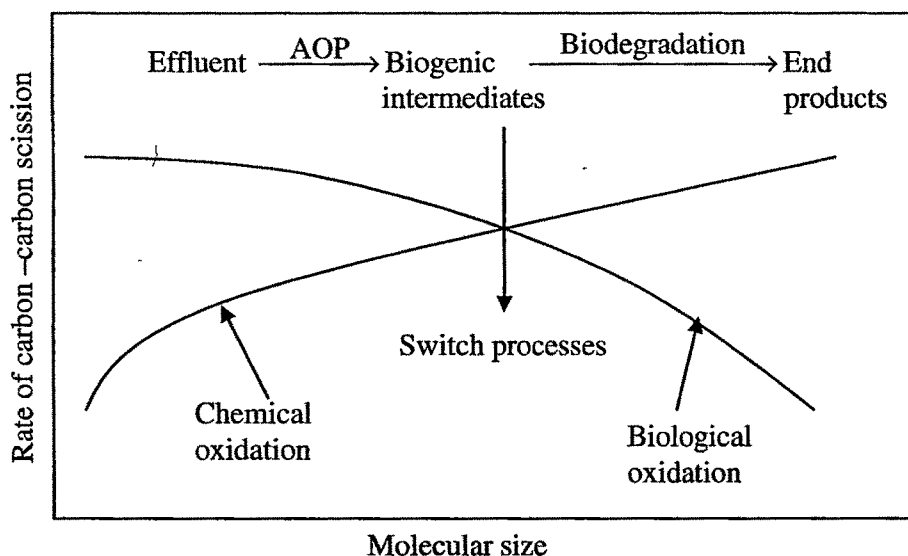 AOP
Biodegradation
Effluent
Biogenic
End
intermediates
products
Rate of carbon –carbon scission
Switch processes
Chemical
oxidation
Biological
oxidation
Molecular size